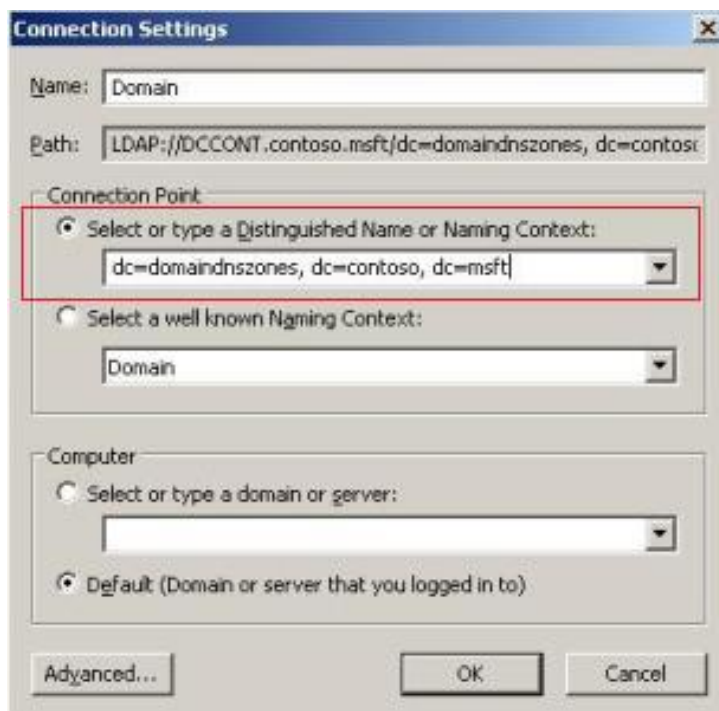 Connection Settings
Name: Domain
Path: LDAP://DCCONT.contoso.msft/dc=domaindnszones, dc=contoso
Connection Point
Select or type a Distinguished Name or Naming Context:
dc=domaindnszones, dc=contoso, dc=msft
Select a well known Naming Context:
Domain
Computer
Select or type a domain or server:
Default (Domain or server that you logged in to)
Advanced...
OK
Cancel